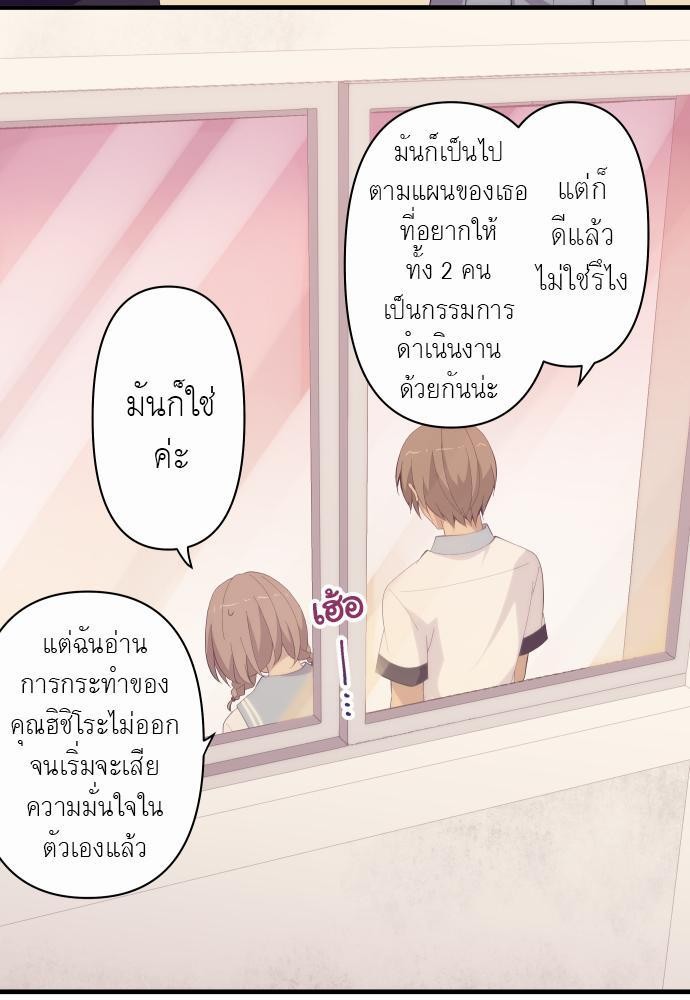 แต่ก็
ดีแล้ว
ไม่ใช่รึไง
มันก็เป็นไป
ตามแผนของเธอ
ที่อยากให้
ทั้ง 2 คน
เป็นกรรมการ
ดำเนินงาน
ด้วยกันน่ะ
มันก็ใช่
ค่ะ
เฮ้อ
แต่ฉันอ่าน
การกระทำของ
คุณฮิชิโระไม่ออก
จนเริ่มจะเสีย
ความมั่นใจใน
ตัวเองแล้ว